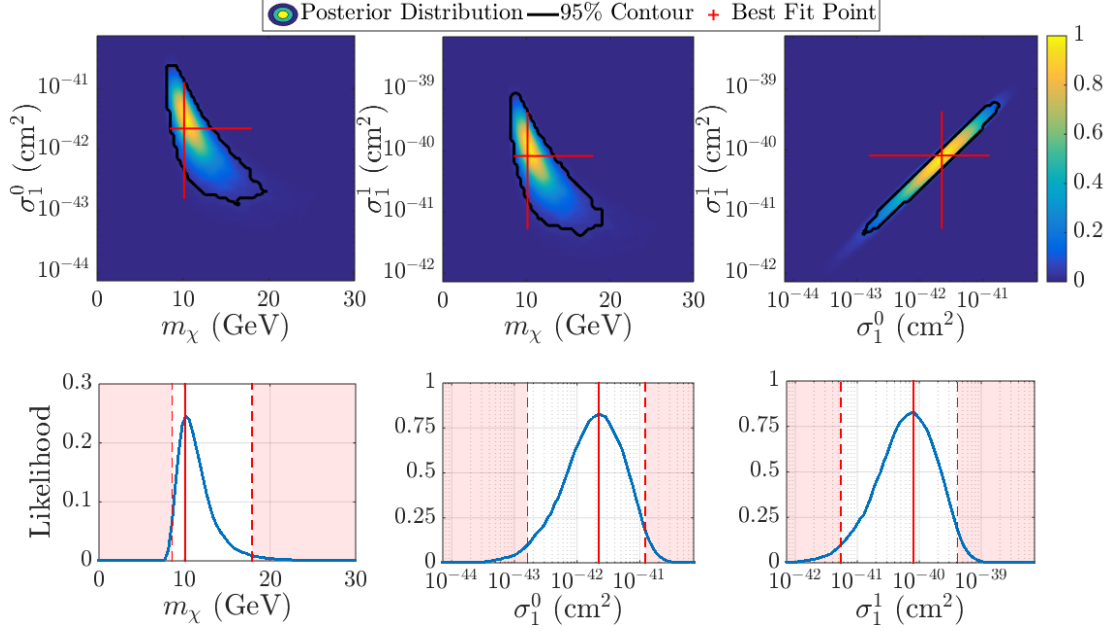 Posterior Distribution 95% Contour Best Fit Point
σ₁⁰ (cm²)
10⁻⁴¹
10⁻⁴²
10⁻⁴³
10⁻⁴⁴
0 10 20 30
m_χ (GeV)
σ₁¹ (cm²)
10⁻³⁹
10⁻⁴⁰
10⁻⁴¹
10⁻⁴²
0 10 20 30
m_χ (GeV)
σ₁¹ (cm²)
10⁻³⁹
10⁻⁴⁰
10⁻⁴¹
10⁻⁴²
10⁻⁴⁴ 10⁻⁴³ 10⁻⁴² 10⁻⁴¹
σ₁⁰ (cm²)
1
0.8
0.6
0.4
0.2
0
Likelihood
0.3
0.2
0.1
0
0 10 20 30
m_χ (GeV)
1
0.75
0.5
0.25
0
10⁻⁴⁴ 10⁻⁴³ 10⁻⁴² 10⁻⁴¹
σ₁⁰ (cm²)
1
0.75
0.5
0.25
0
10⁻⁴² 10⁻⁴¹ 10⁻⁴⁰ 10⁻³⁹
σ₁¹ (cm²)